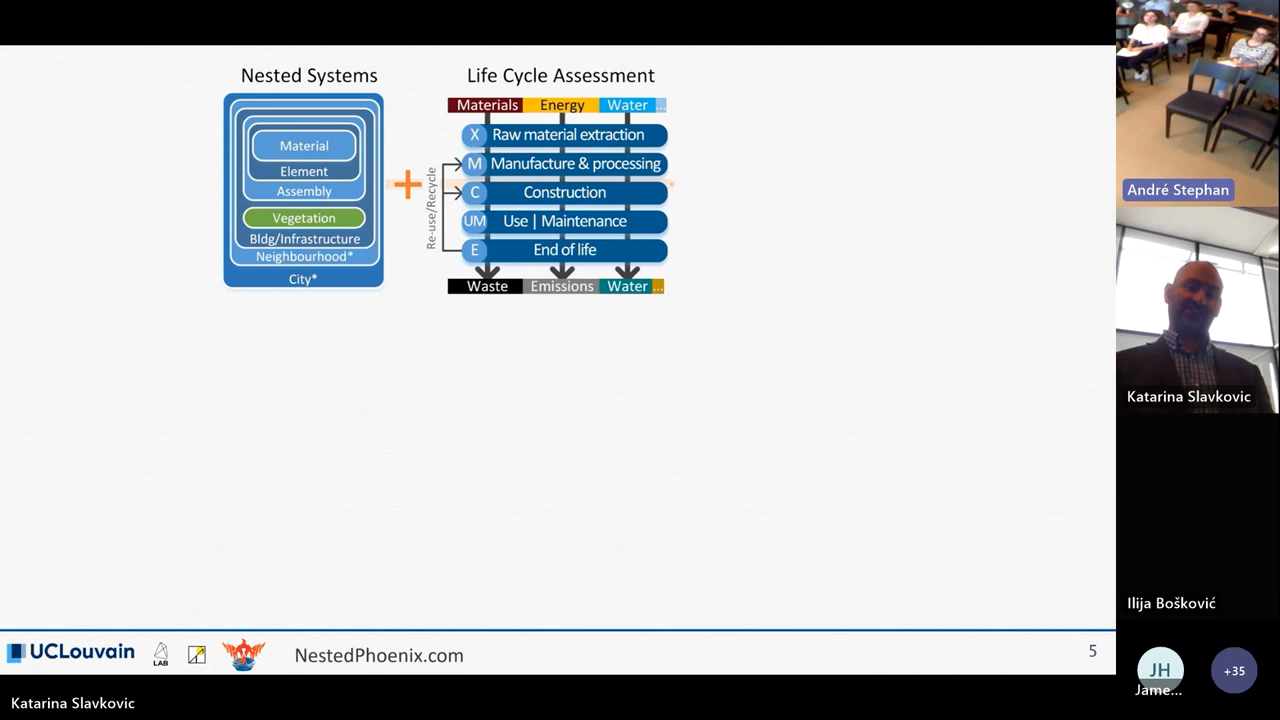 Nested Systems
Material
Element
Assembly
Vegetation
Bldg/Infrastructure
Neighbourhood*
City*
Life Cycle Assessment
Materials Energy Water ...
X Raw material extraction
M Manufacture & processing
C Construction
UM Use | Maintenance
E End of life
Re-use/Recycle
Waste Emissions Water ...
UCLouvain
LAB
NestedPhoenix.com
5
André Stephan
Katarina Slavkovic
Ilija Bošković
JH
Jame...
+35
Katarina Slavkovic